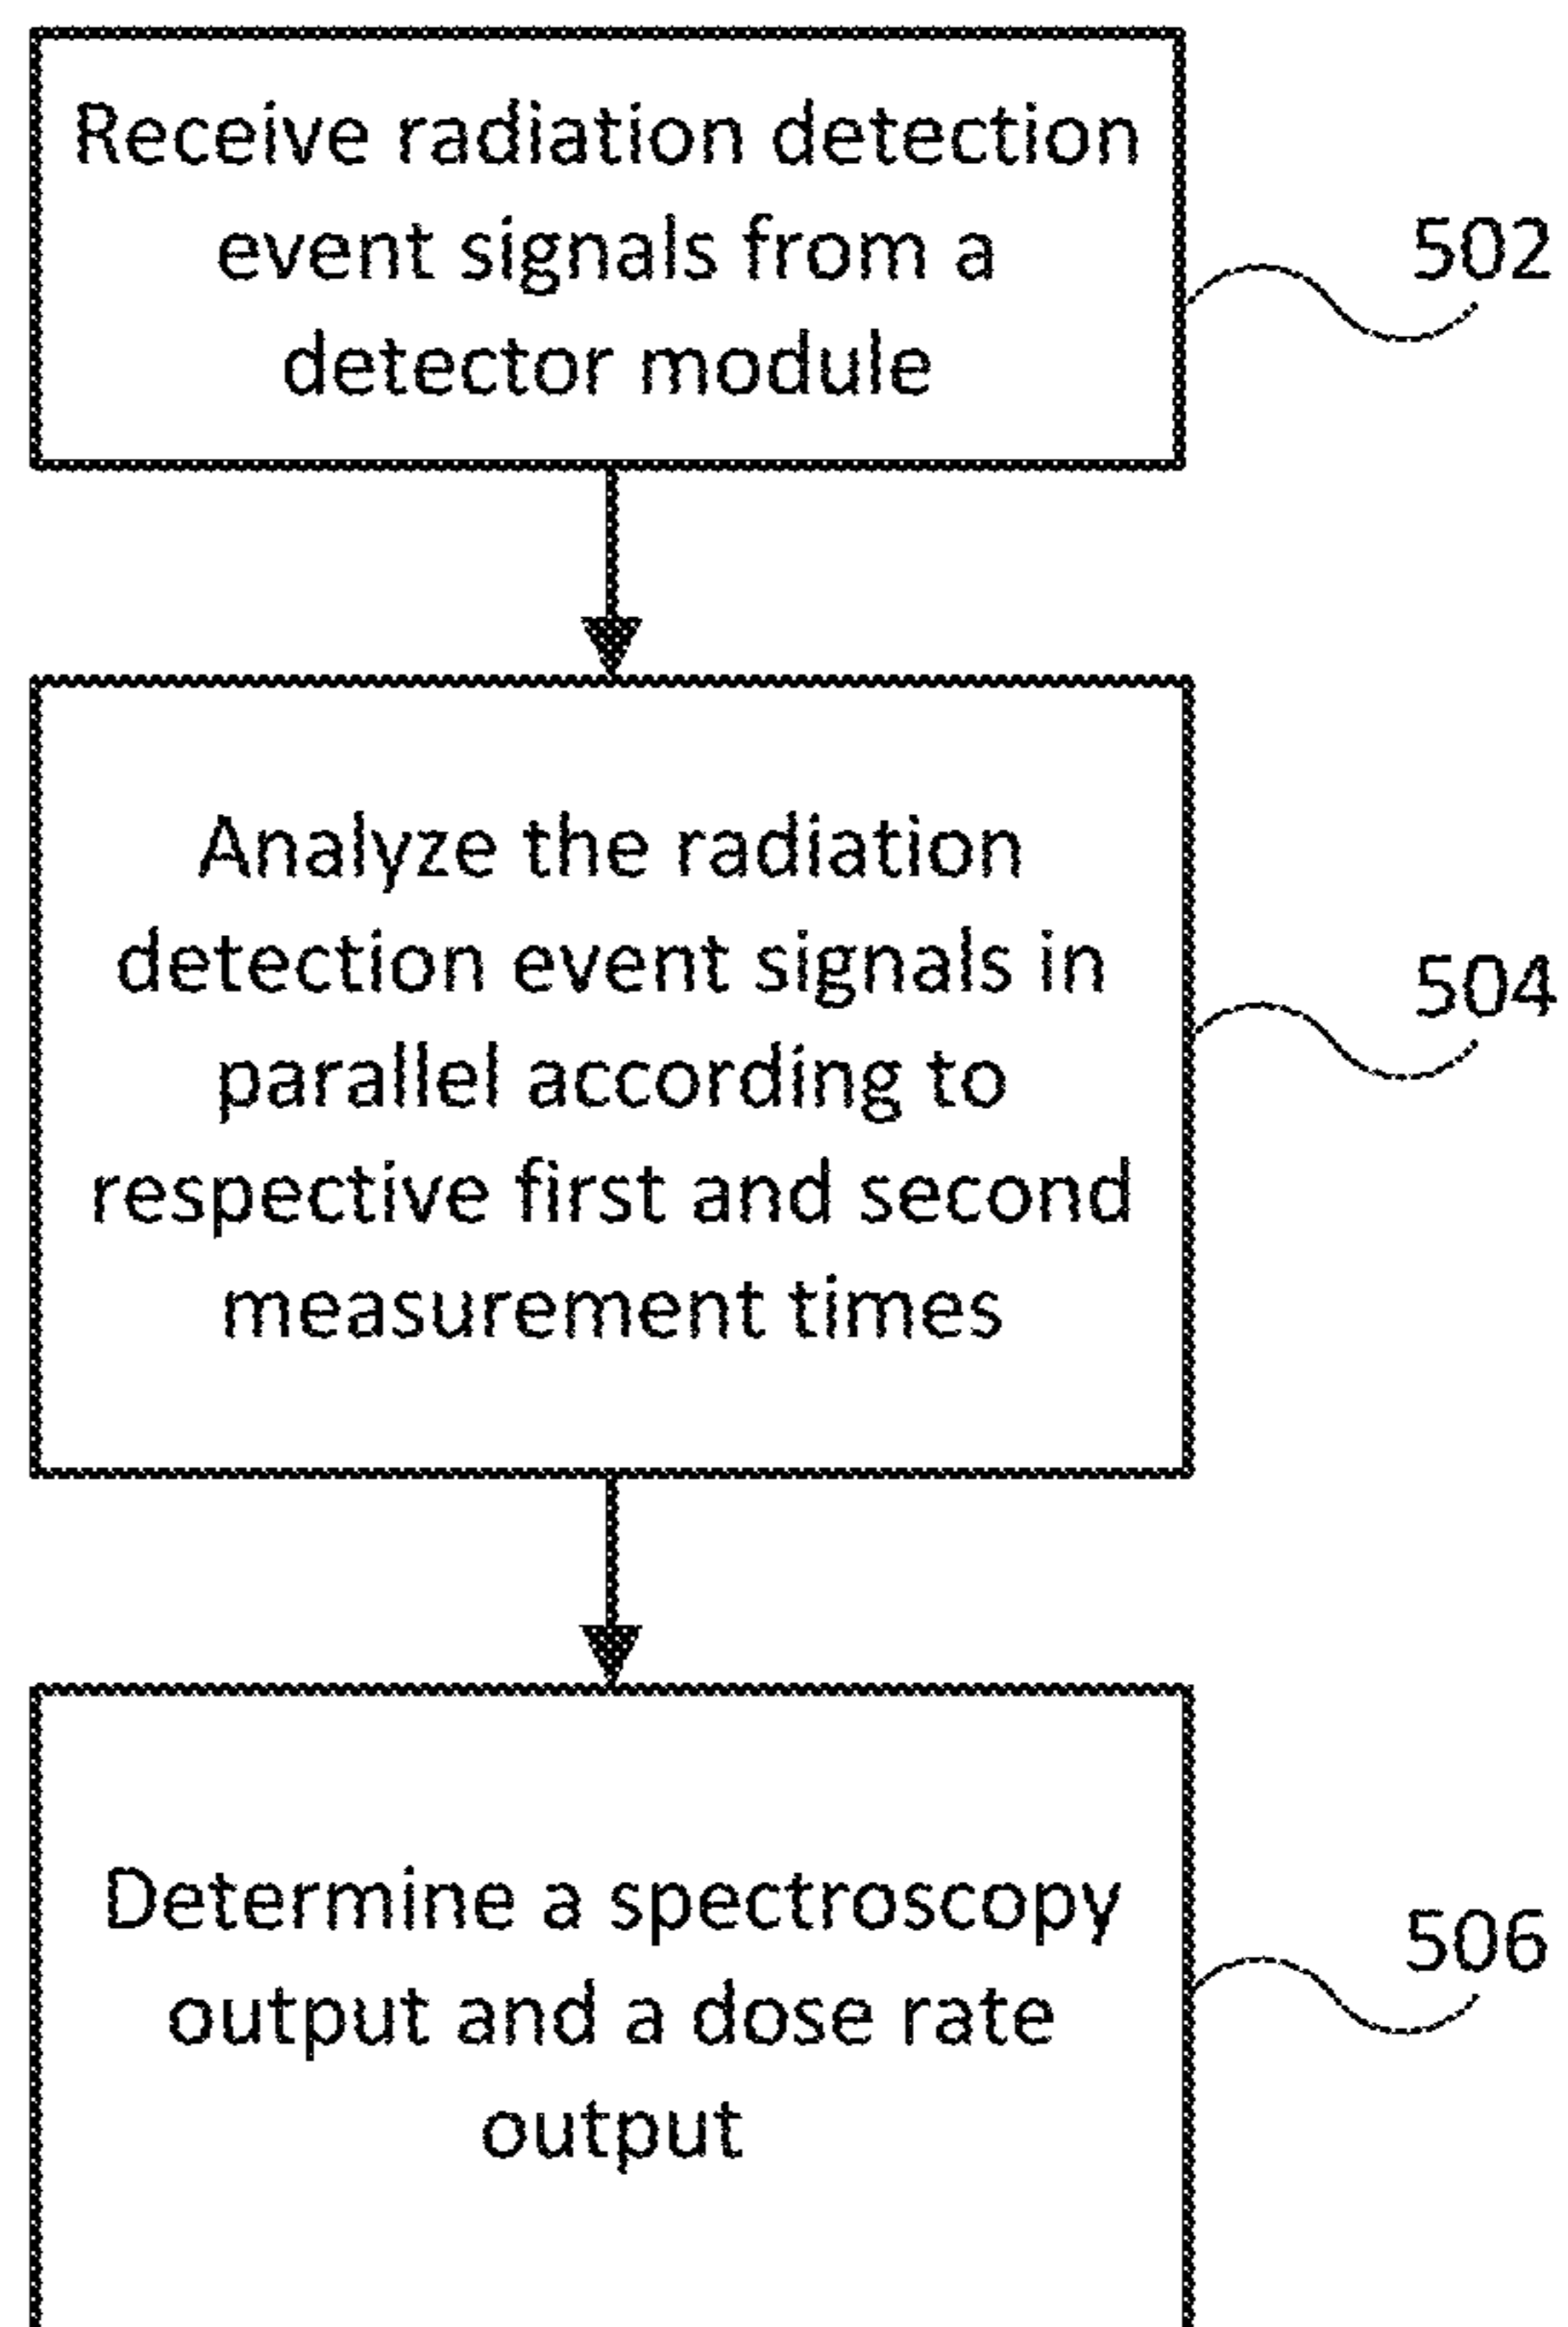 Receive radiation detection
event signals from a
detector module
502
Analyze the radiation
detection event signals in
parallel according to
respective first and second
measurement times
504
Determine a spectroscopy
output and a dose rate
output
506